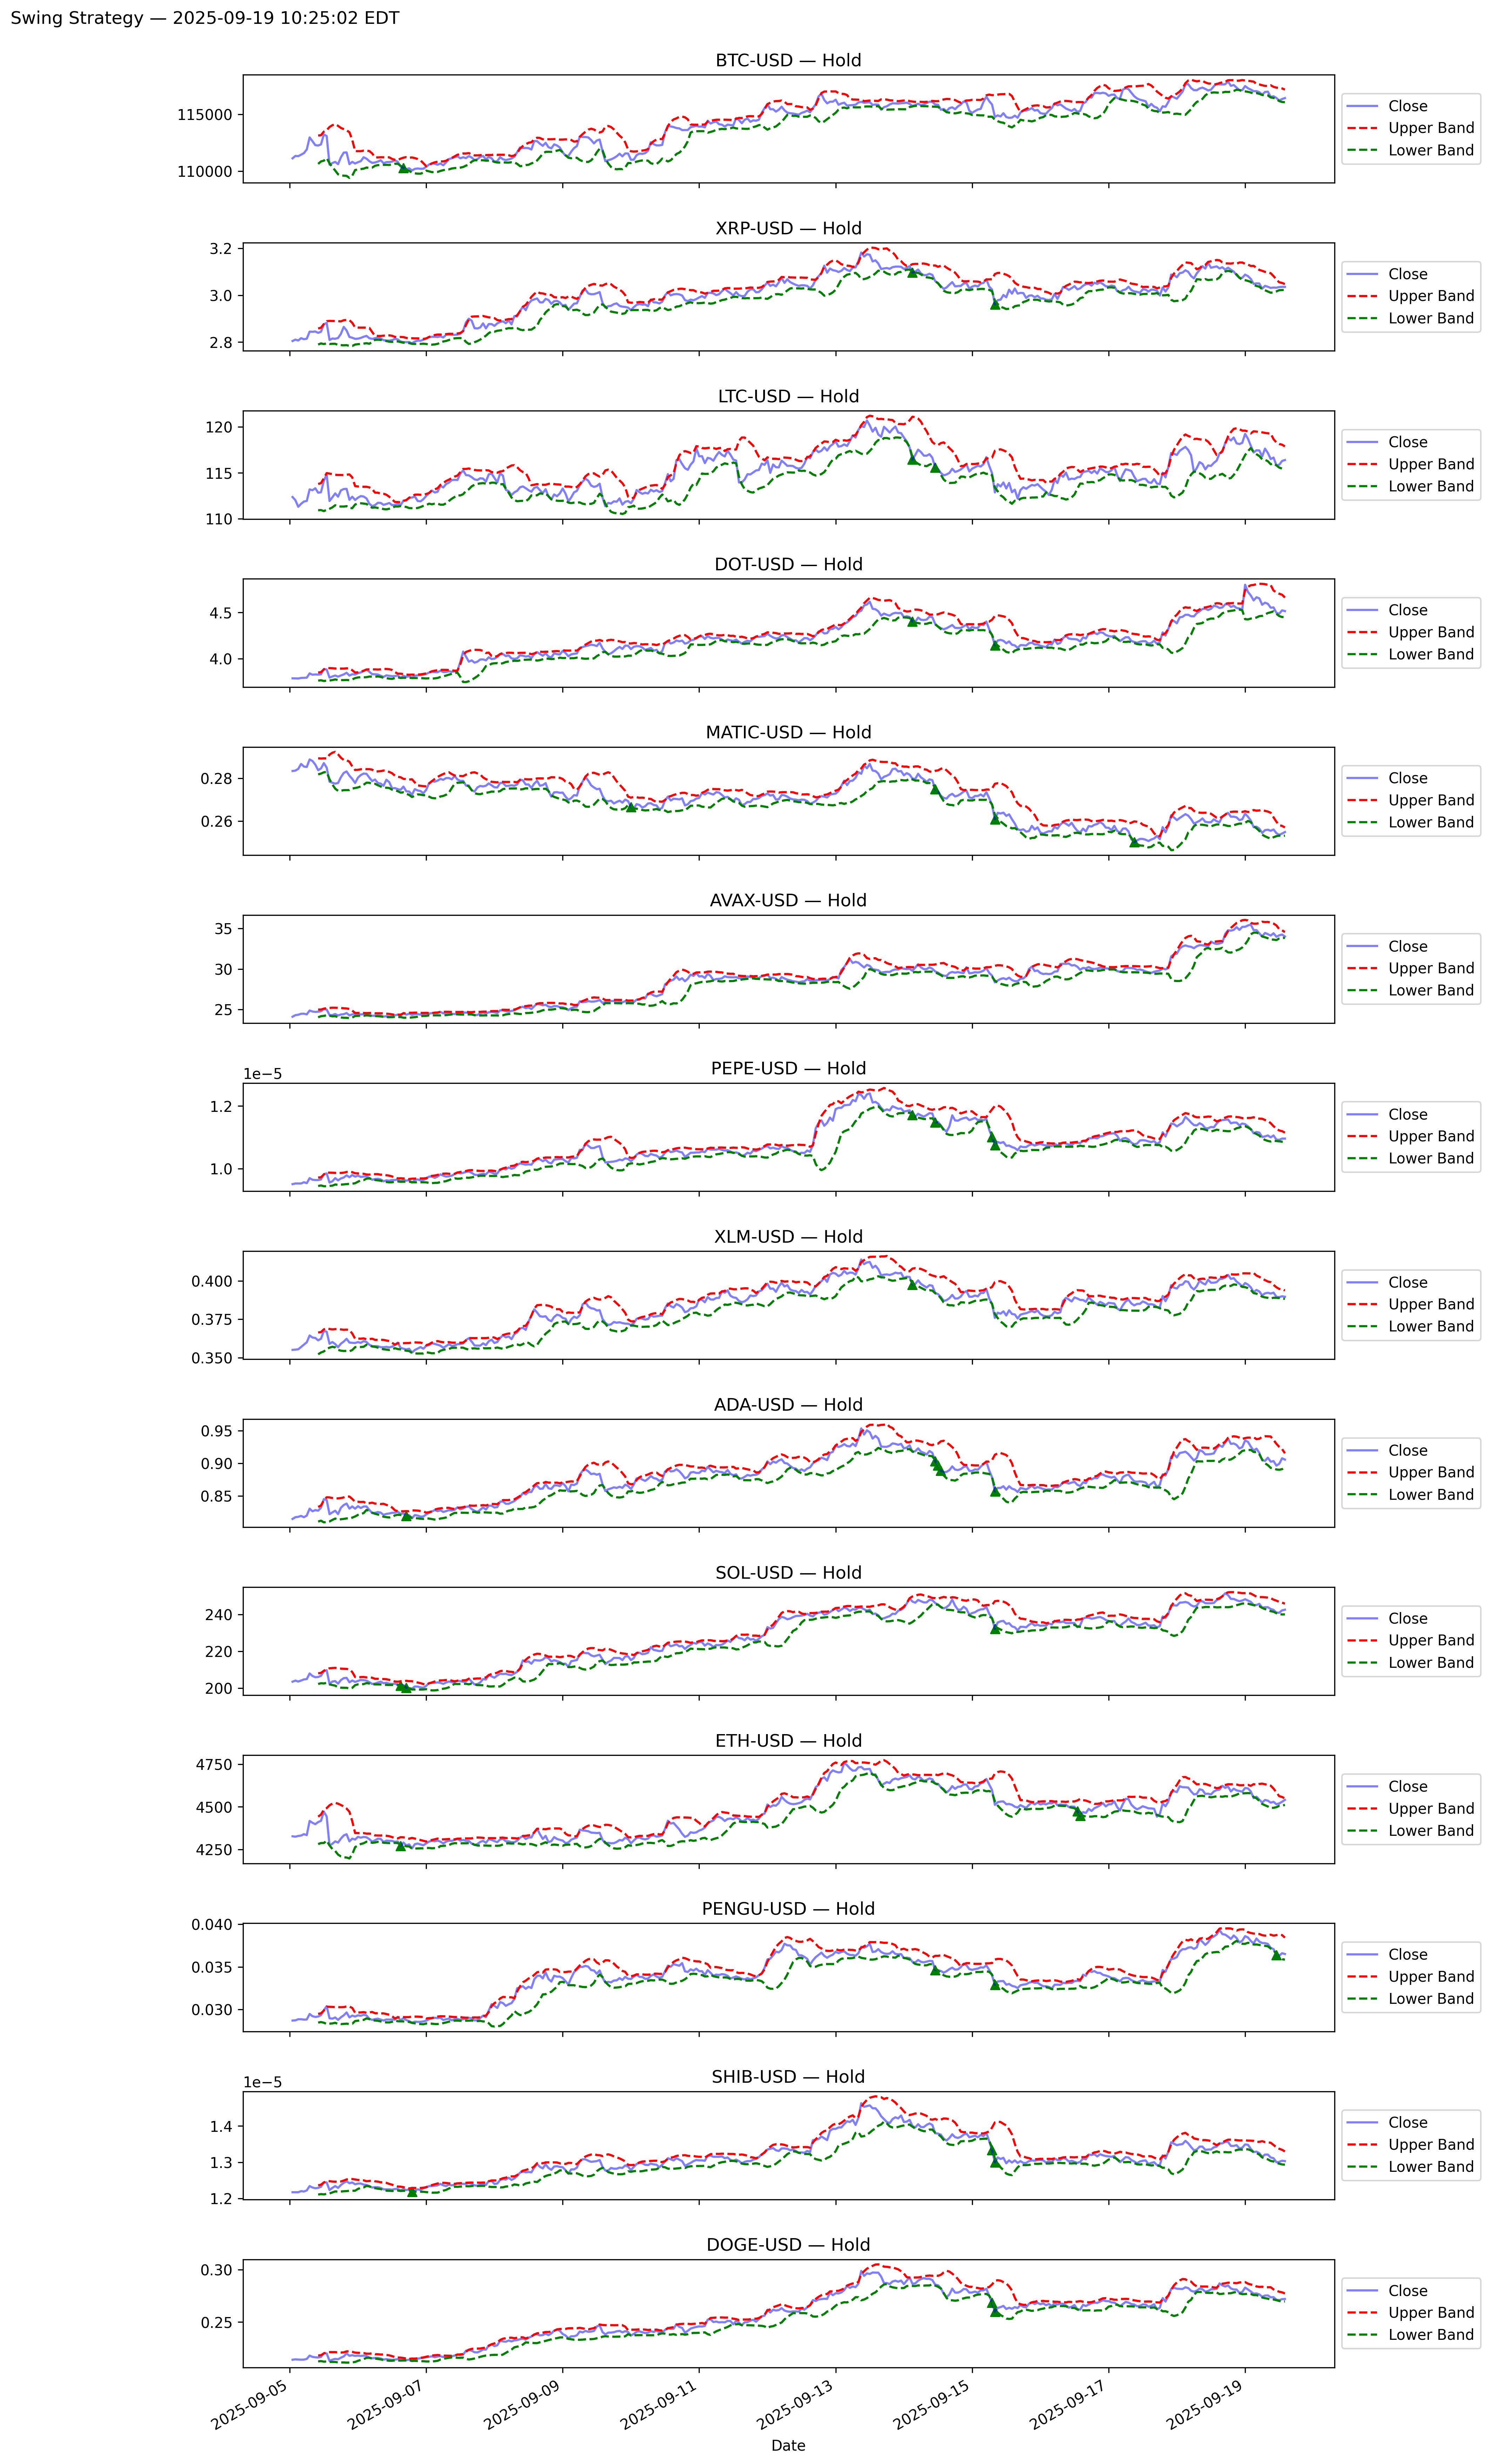 Swing Strategy — 2025-09-19 10:25:02 EDT
BTC-USD — Hold
115000
110000
Close
Upper Band
Lower Band
XRP-USD — Hold
3.2
3.0
2.8
Close
Upper Band
Lower Band
LTC-USD — Hold
120
115
110
Close
Upper Band
Lower Band
DOT-USD — Hold
4.5
4.0
Close
Upper Band
Lower Band
MATIC-USD — Hold
0.28
0.26
Close
Upper Band
Lower Band
AVAX-USD — Hold
35
30
25
Close
Upper Band
Lower Band
PEPE-USD — Hold
1e−5
1.2
1.0
Close
Upper Band
Lower Band
XLM-USD — Hold
0.400
0.375
0.350
Close
Upper Band
Lower Band
ADA-USD — Hold
0.95
0.90
0.85
Close
Upper Band
Lower Band
SOL-USD — Hold
240
220
200
Close
Upper Band
Lower Band
ETH-USD — Hold
4750
4500
4250
Close
Upper Band
Lower Band
PENGU-USD — Hold
0.040
0.035
0.030
Close
Upper Band
Lower Band
SHIB-USD — Hold
1e−5
1.4
1.3
1.2
Close
Upper Band
Lower Band
DOGE-USD — Hold
0.30
0.25
Close
Upper Band
Lower Band
2025-09-05
2025-09-07
2025-09-09
2025-09-11
2025-09-13
2025-09-15
2025-09-17
2025-09-19
Date